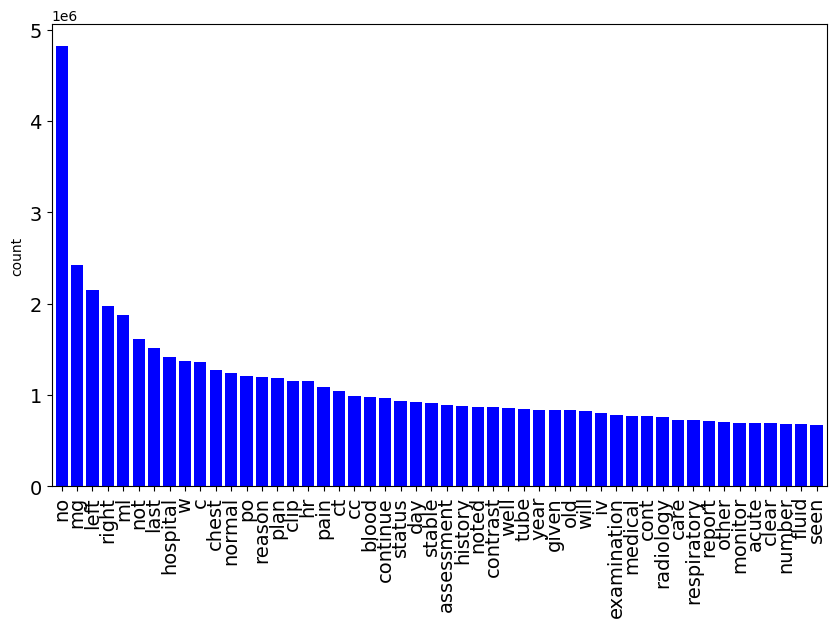 1e6
5
4
3
2
1
0
count
no
mg
left
right
ml
not
last
hospital
w
c
chest
normal
po
reason
plan
clip
hr
pain
ct
cc
blood
continue
status
day
stable
assessment
history
noted
contrast
well
tube
year
given
old
will
iv
examination
medical
cont
radiology
care
respiratory
report
other
monitor
acute
clear
number
fluid
seen